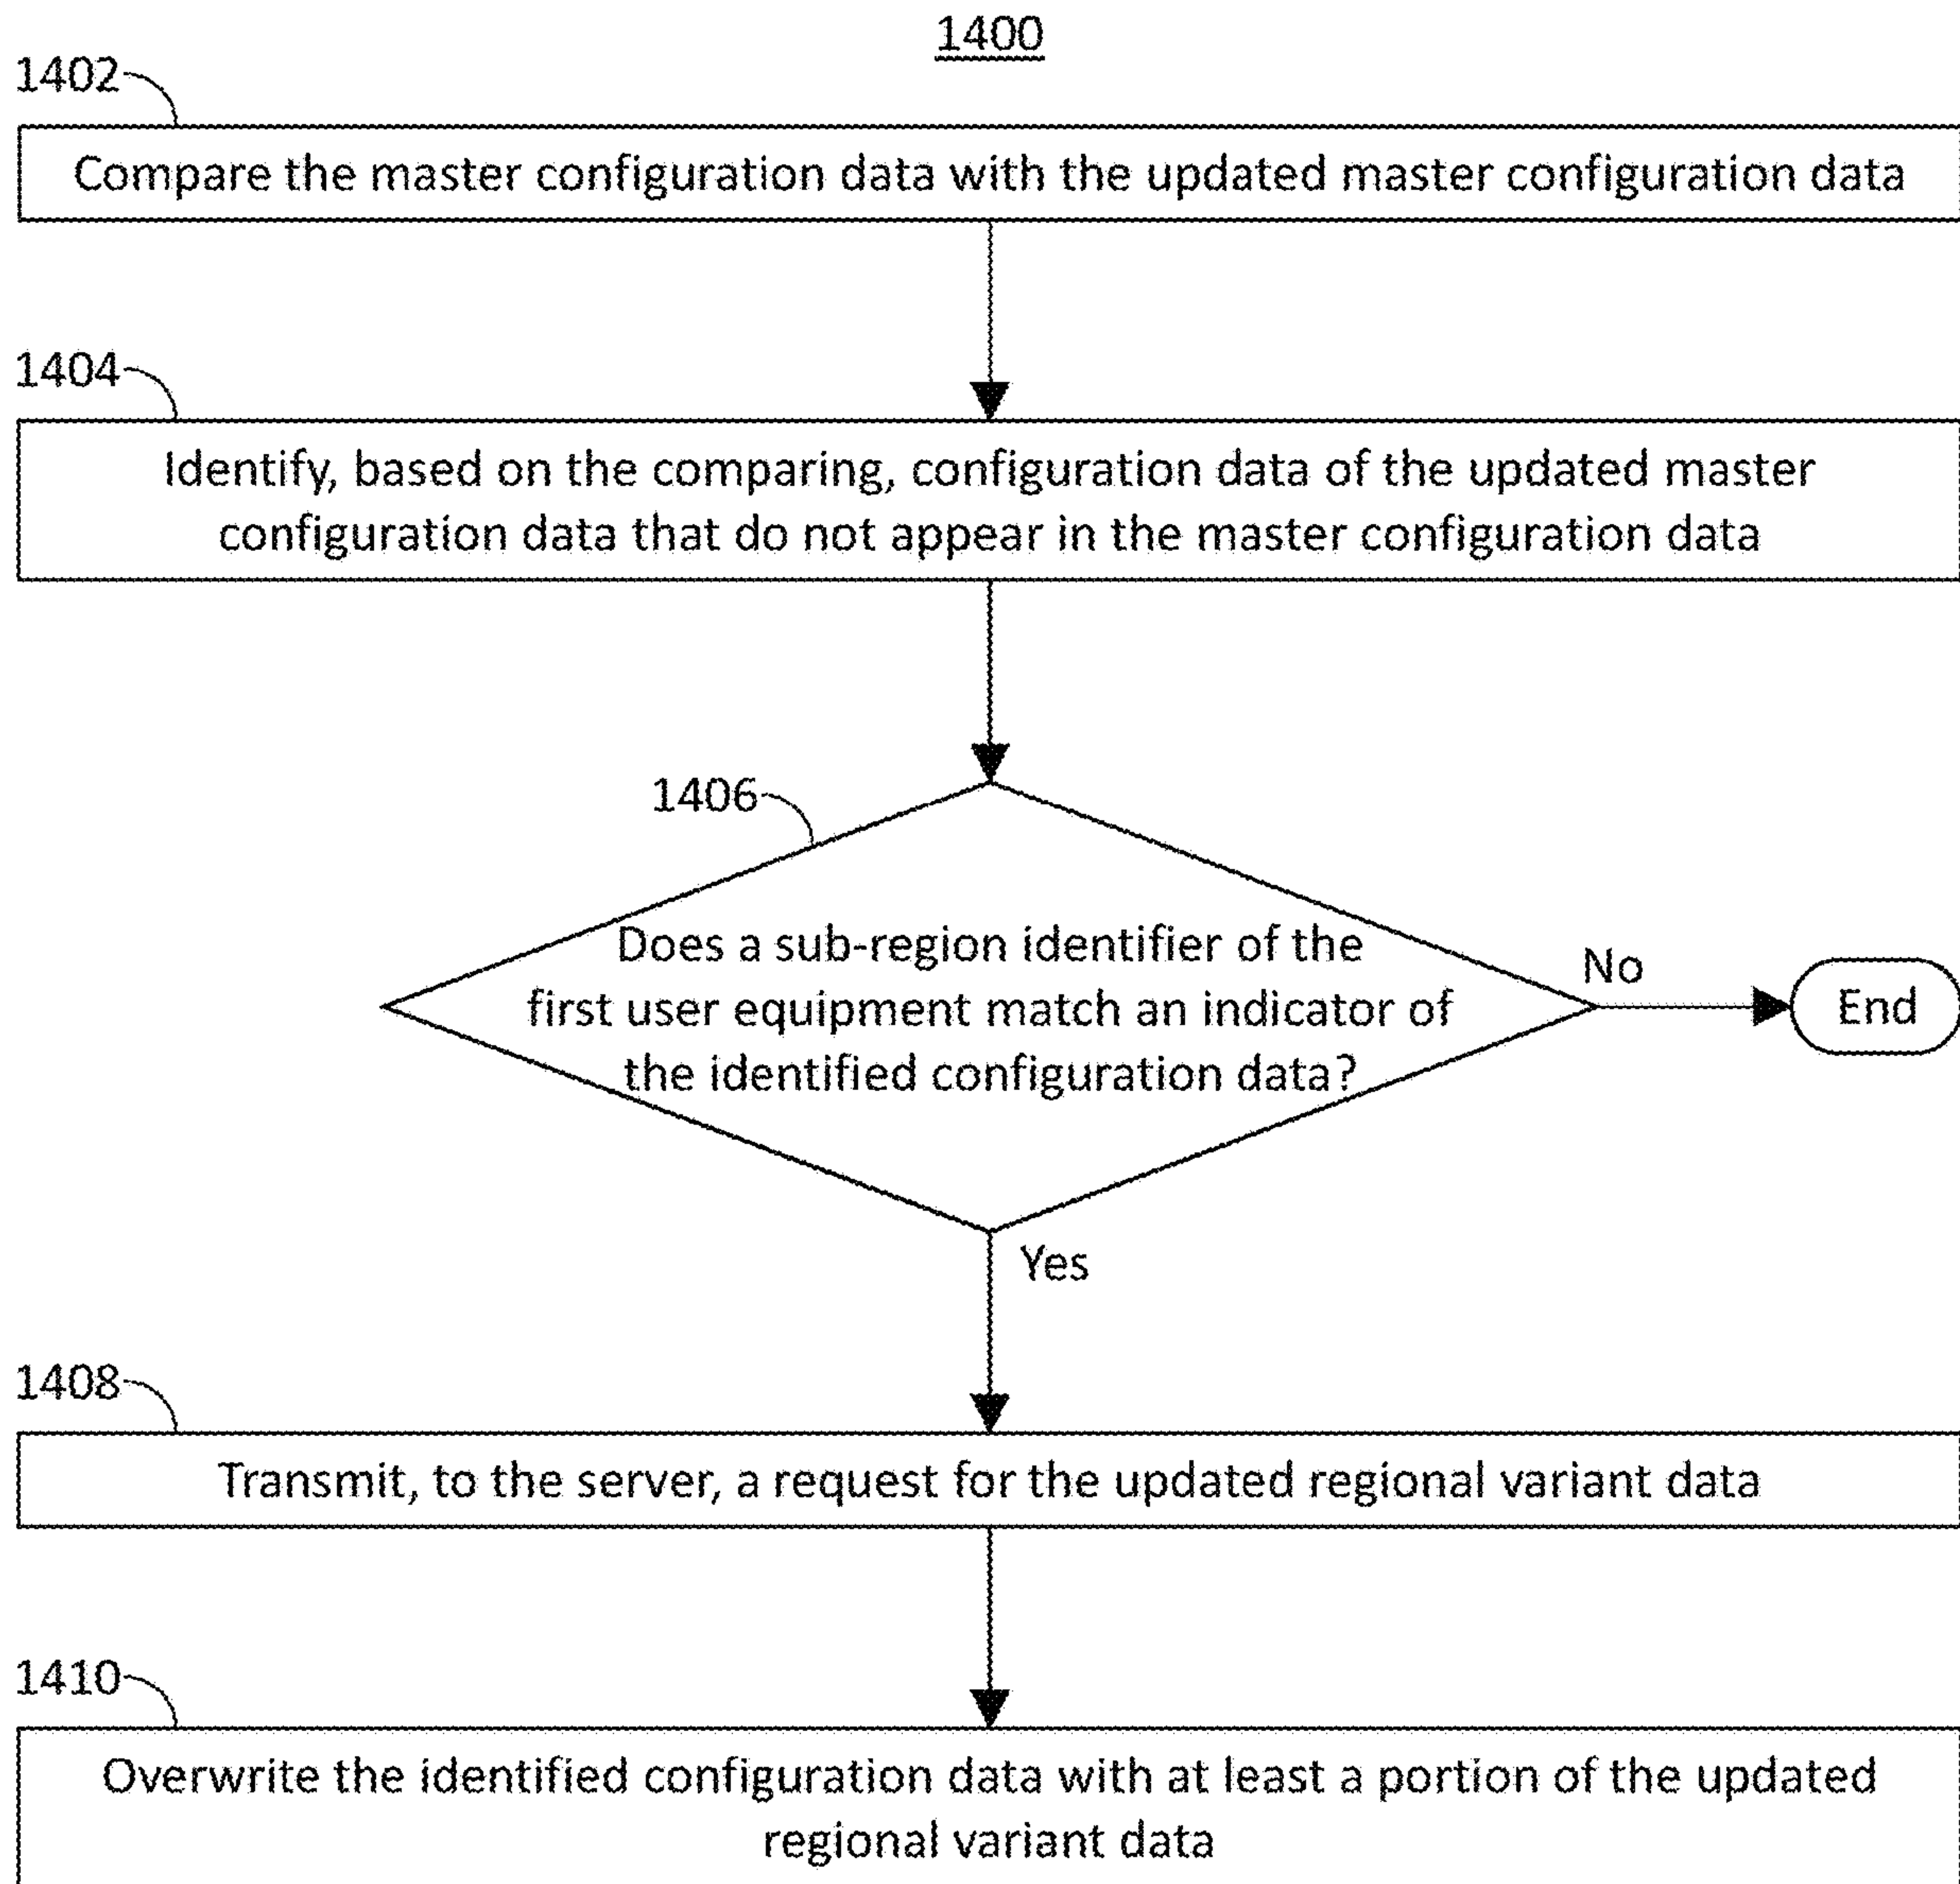 1400
1402
Compare the master configuration data with the updated master configuration data
1404
Identify, based on the comparing, configuration data of the updated master
configuration data that do not appear in the master configuration data
1406
Does a sub-region identifier of the
first user equipment match an indicator of
the identified configuration data?
No
End
Yes
1408
Transmit, to the server, a request for the updated regional variant data
1410
Overwrite the identified configuration data with at least a portion of the updated
regional variant data